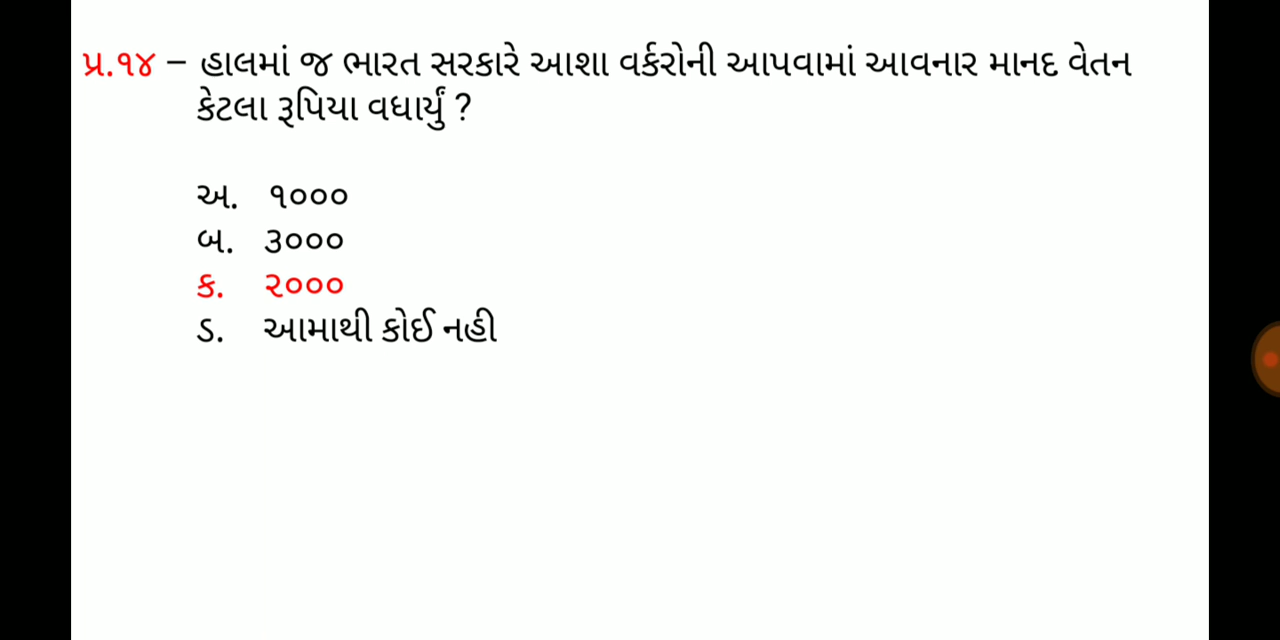 પ્ર.૧૪ – હાલમાં જ ભારત સરકારે આશા વર્કરોની આપવામાં આવનાર માનદ વેતન
કેટલા રૂપિયા વધાર્યું ?
અ. ૧૦૦૦
બ. ૩૦૦૦
ક. ૨૦૦૦
ડ. આમાથી કોઈ નહી